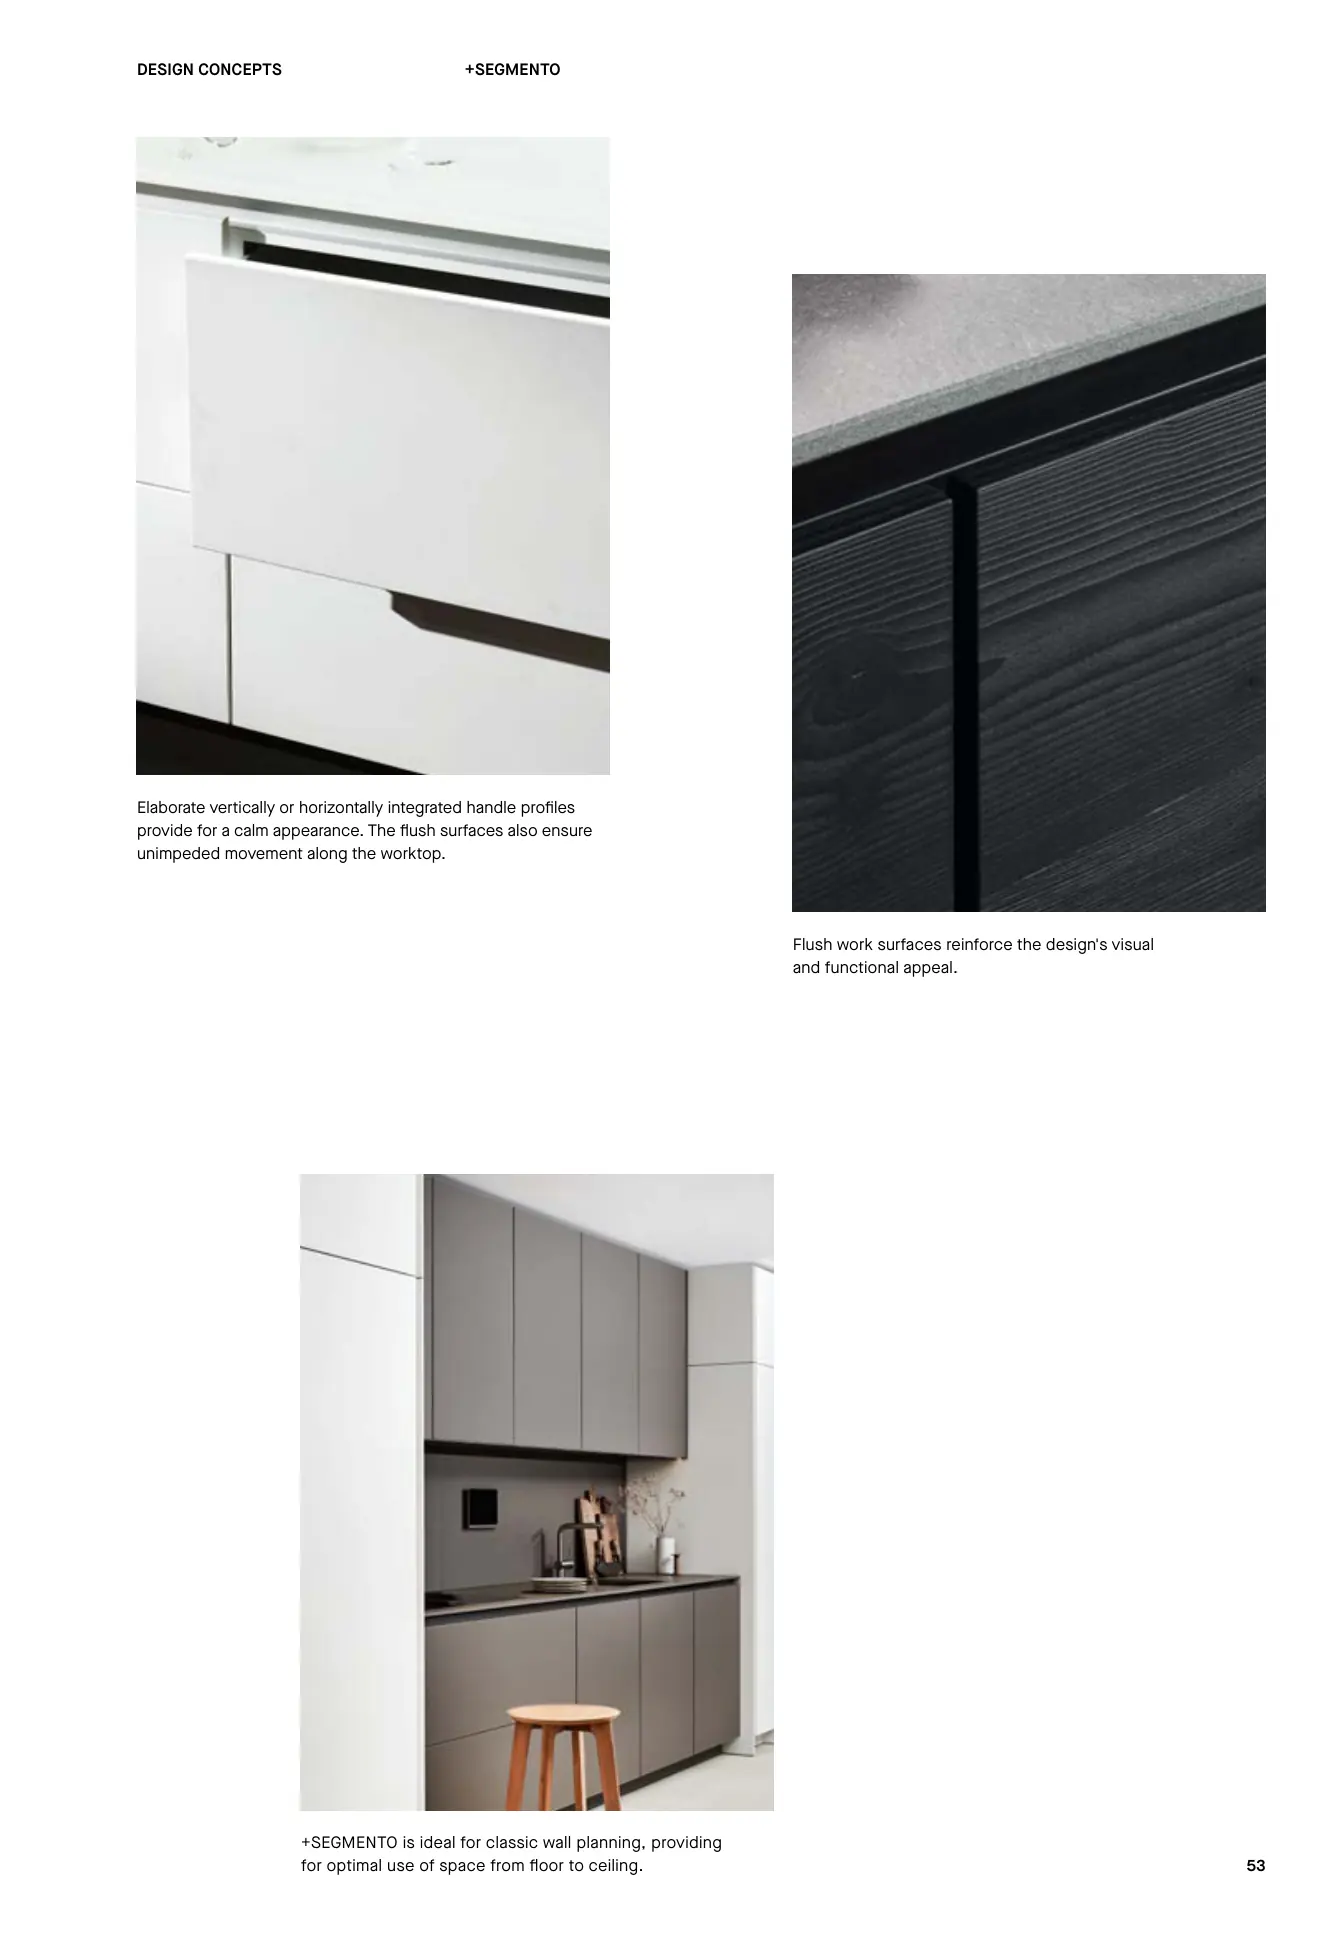 DESIGN CONCEPTS
+SEGMENTO
Elaborate vertically or horizontally integrated handle profiles
provide for a calm appearance. The flush surfaces also ensure
unimpeded movement along the worktop.
Flush work surfaces reinforce the design's visual
and functional appeal.
+SEGMENTO is ideal for classic wall planning, providing
for optimal use of space from floor to ceiling.
53